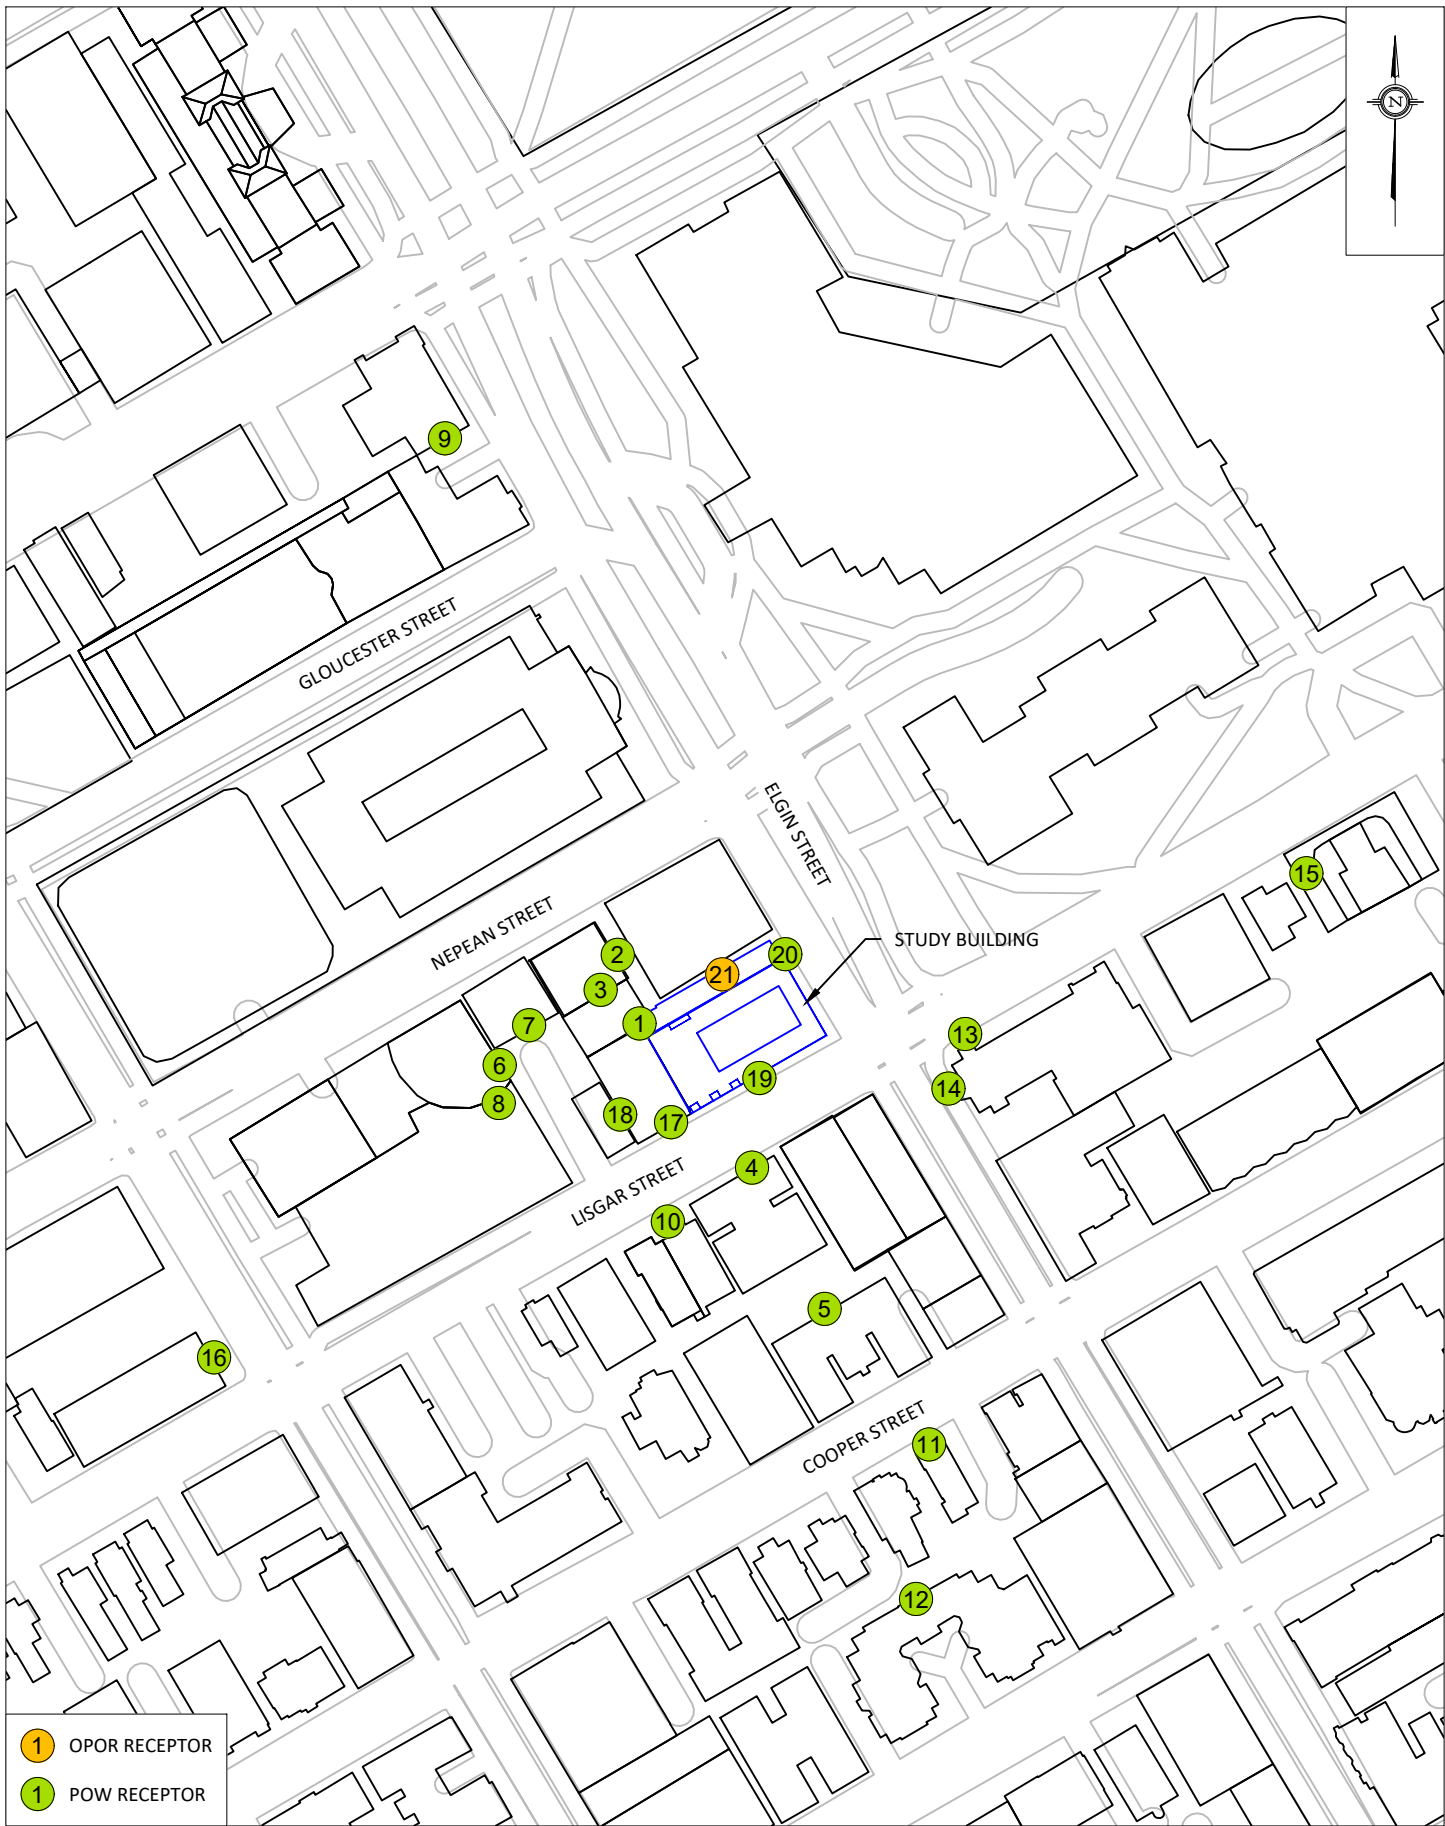 N
9
GLOUCESTER STREET
ELGIN STREET
15
NEPEAN STREET
STUDY BUILDING
2
20
21
3
1
7
13
6
19
14
8
18
17
4
LISGAR STREET
10
5
16
COOPER STREET
11
12
1 OPOR RECEPTOR
1 POW RECEPTOR